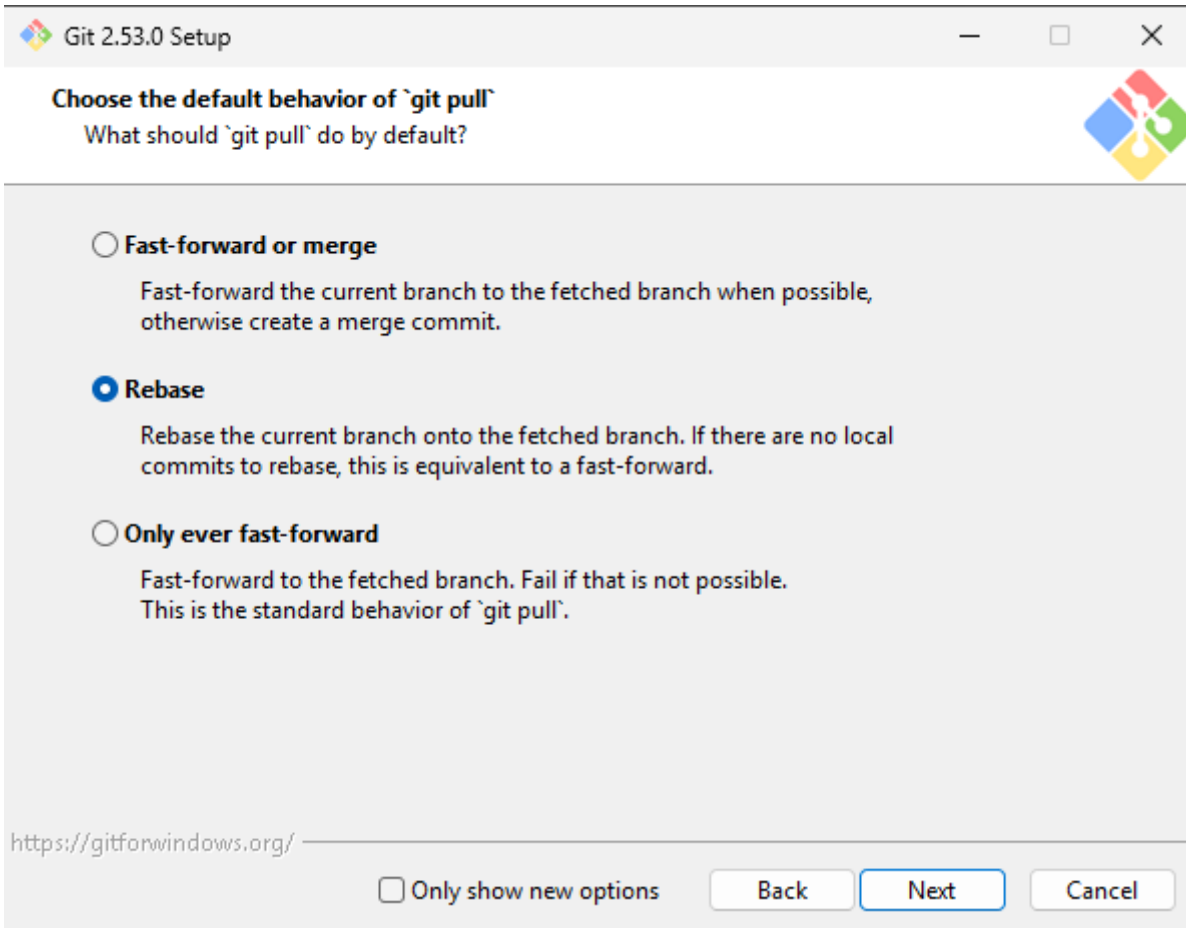 Git 2.53.0 Setup
Choose the default behavior of `git pull`
What should `git pull` do by default?
Fast-forward or merge
Fast-forward the current branch to the fetched branch when possible,
otherwise create a merge commit.
Rebase
Rebase the current branch onto the fetched branch. If there are no local
commits to rebase, this is equivalent to a fast-forward.
Only ever fast-forward
Fast-forward to the fetched branch. Fail if that is not possible.
This is the standard behavior of `git pull`.
https://gitforwindows.org/
Only show new options Back Next Cancel